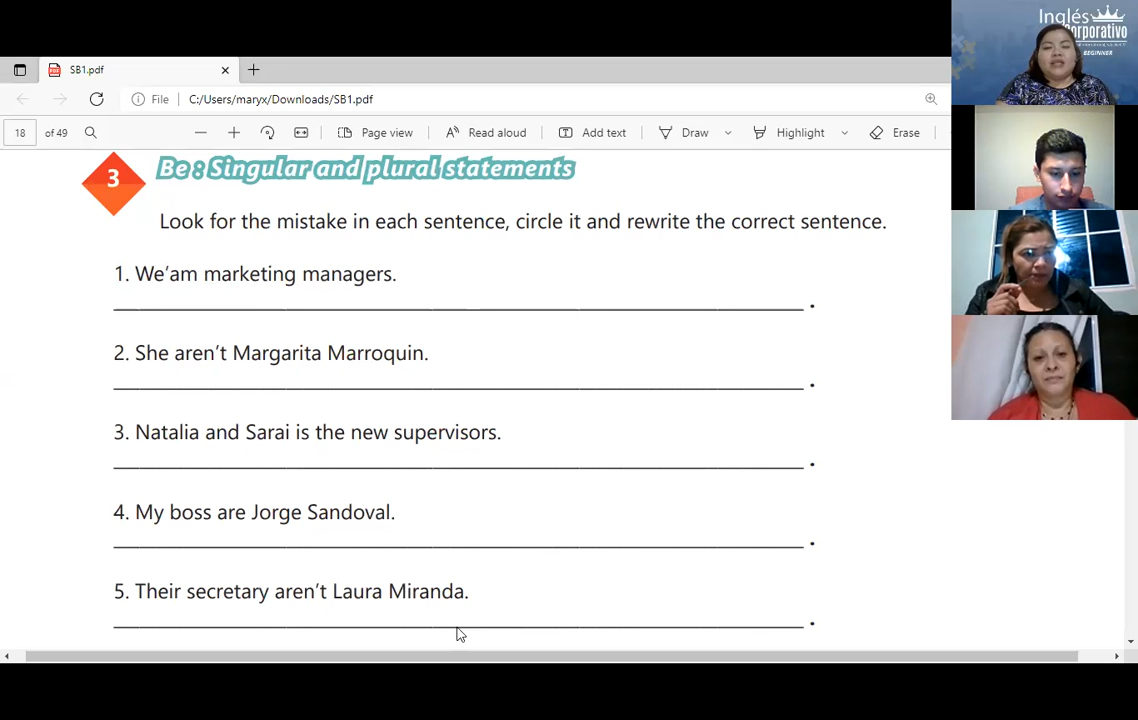 SB1.pdf
File C:/Users/maryx/Downloads/SB1.pdf
18 of 49 Page view Read aloud Add text Draw Highlight Erase
3 Be : Singular and plural statements
Look for the mistake in each sentence, circle it and rewrite the correct sentence.
1. We’am marketing managers.
.
2. She aren’t Margarita Marroquin.
.
3. Natalia and Sarai is the new supervisors.
.
4. My boss are Jorge Sandoval.
.
5. Their secretary aren’t Laura Miranda.
.
Inglés
Corporativo
BEGINNER